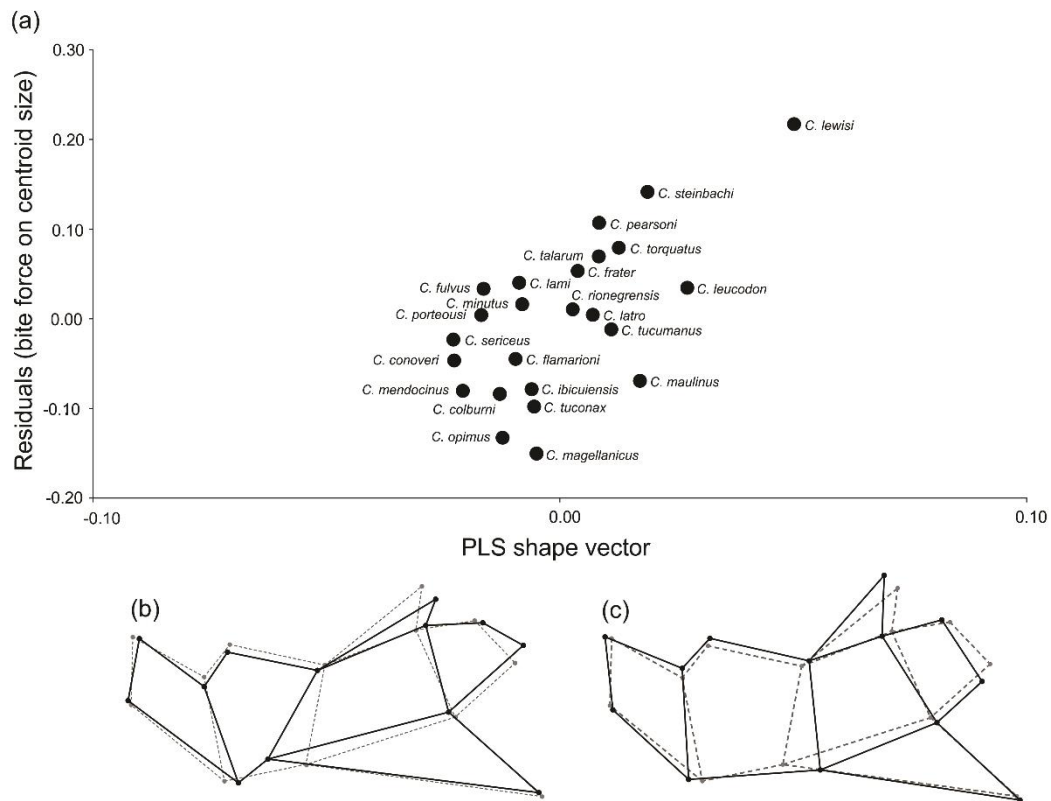 (a)
0.30
0.20
0.10
0.00
-0.10
-0.20
Residuals (bite force on centroid size)
C. lewisi
C. steinbachi
C. pearsoni
C. torquatus
C. talarum
C. frater
C. lami
C. fulvus
C. leucodon
C. minutus
C. rionegrensis
C. porteousi
C. latro
C. tucumanus
C. sericeus
C. conoveri
C. flamarioni
C. maulinus
C. mendocinus
C. ibicuiensis
C. colburni
C. tuconax
C. opimus
C. magellanicus
-0.10
0.00
0.10
PLS shape vector
(b)
(c)